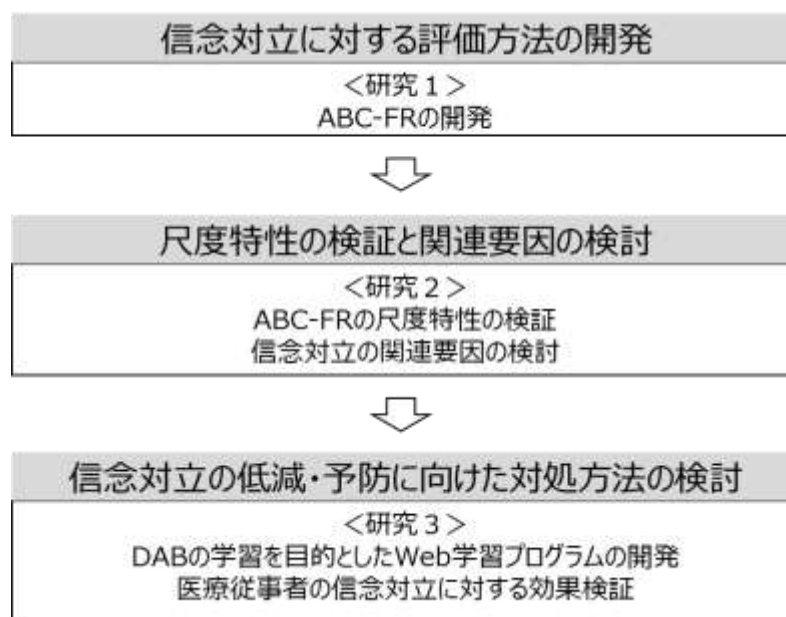 信念対立に対する評価方法の開発
＜研究１＞
ABC-FRの開発
尺度特性の検証と関連要因の検討
＜研究２＞
ABC-FRの尺度特性の検証
信念対立の関連要因の検討
信念対立の低減・予防に向けた対処方法の検討
＜研究３＞
DABの学習を目的としたWeb学習プログラムの開発
医療従事者の信念対立に対する効果検証